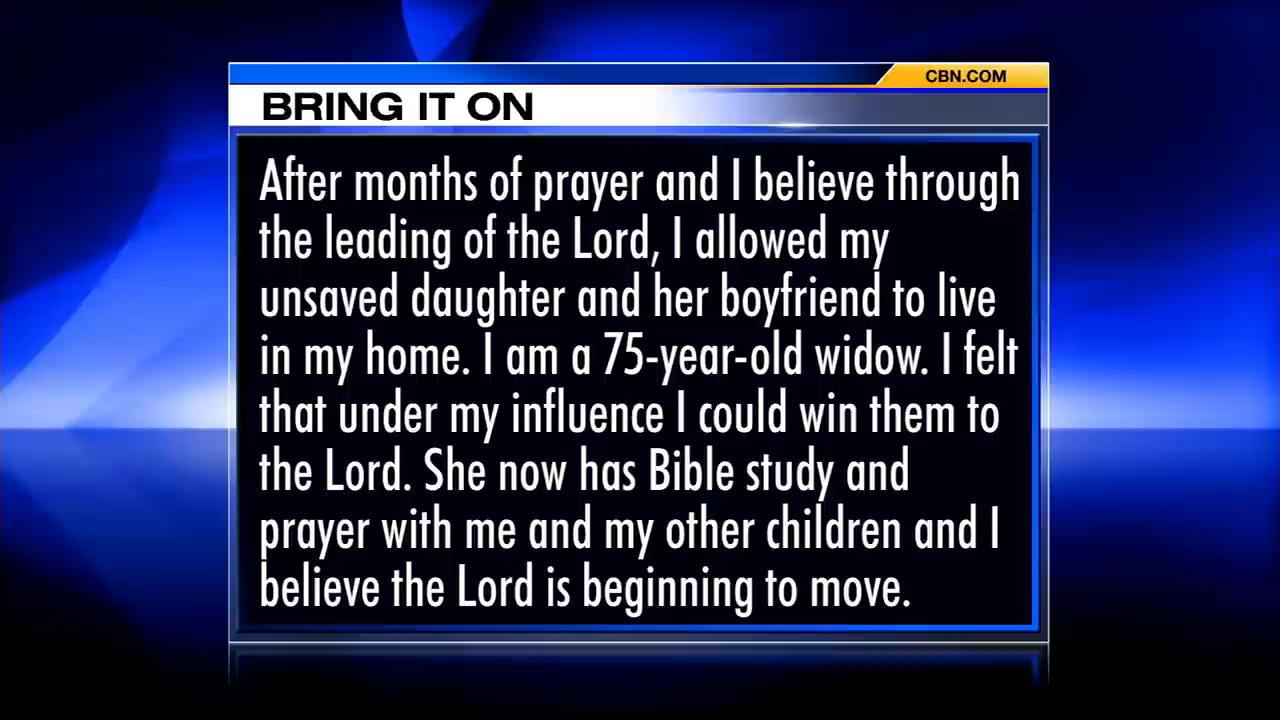 CBN.COM
BRING IT ON
After months of prayer and I believe through
the leading of the Lord, I allowed my
unsaved daughter and her boyfriend to live
in my home. I am a 75-year-old widow. I felt
that under my influence I could win them to
the Lord. She now has Bible study and
prayer with me and my other children and I
believe the Lord is beginning to move.